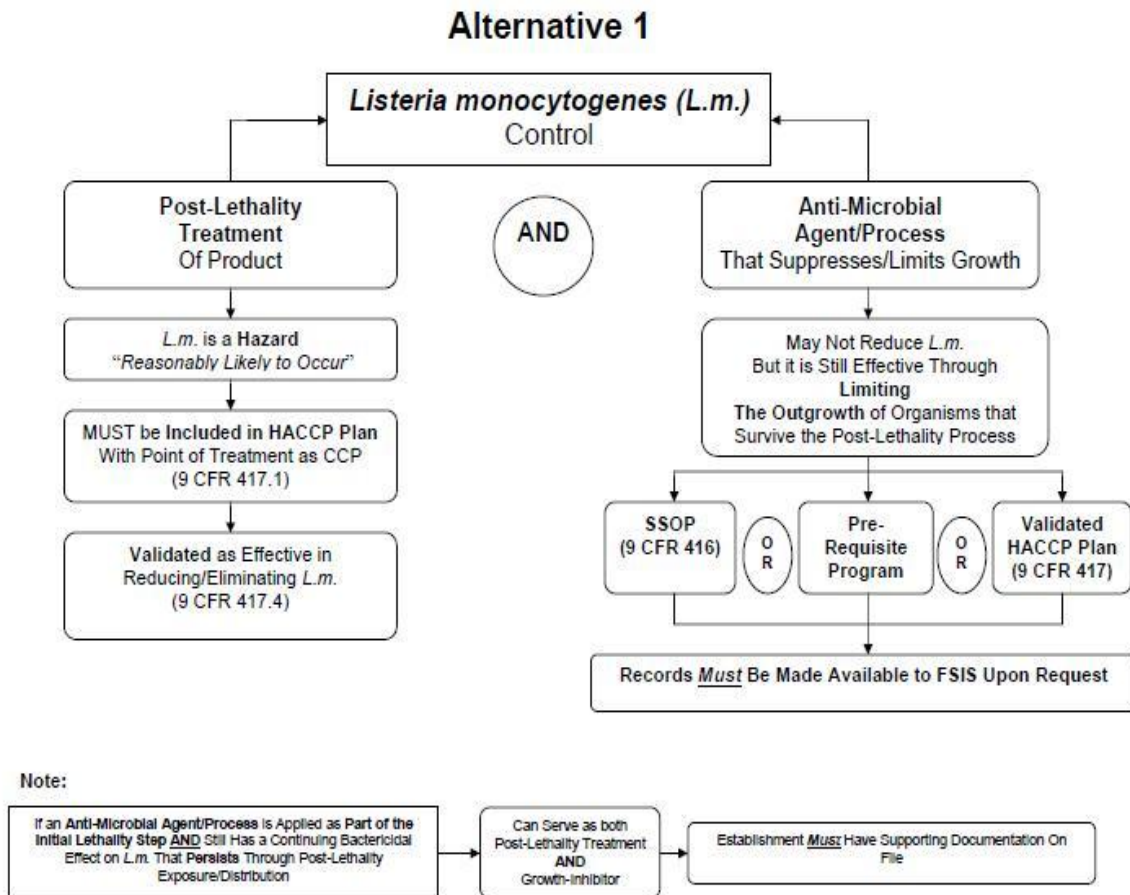 Alternative 1
Listeria monocytogenes (L.m.)
Control
Post-Lethality
Treatment
Of Product
AND
Anti-Microbial
Agent/Process
That Suppresses/Limits Growth
L.m. is a Hazard
“Reasonably Likely to Occur”
MUST be Included in HACCP Plan
With Point of Treatment as CCP
(9 CFR 417.1)
Validated as Effective in
Reducing/Eliminating L.m.
(9 CFR 417.4)
May Not Reduce L.m.
But it is Still Effective Through
Limiting
The Outgrowth of Organisms that
Survive the Post-Lethality Process
SSOP
(9 CFR 416)
O
R
Pre-
Requisite
Program
O
R
Validated
HACCP Plan
(9 CFR 417)
Records Must Be Made Available to FSIS Upon Request
Note:
If an Anti-Microbial Agent/Process is Applied as Part of the
Initial Lethality Step AND Still Has a Continuing Bactericidal
Effect on L.m. That Persists Through Post-Lethality
Exposure/Distribution
Can Serve as both
Post-Lethality Treatment
AND
Growth-Inhibitor
Establishment Must Have Supporting Documentation On
File